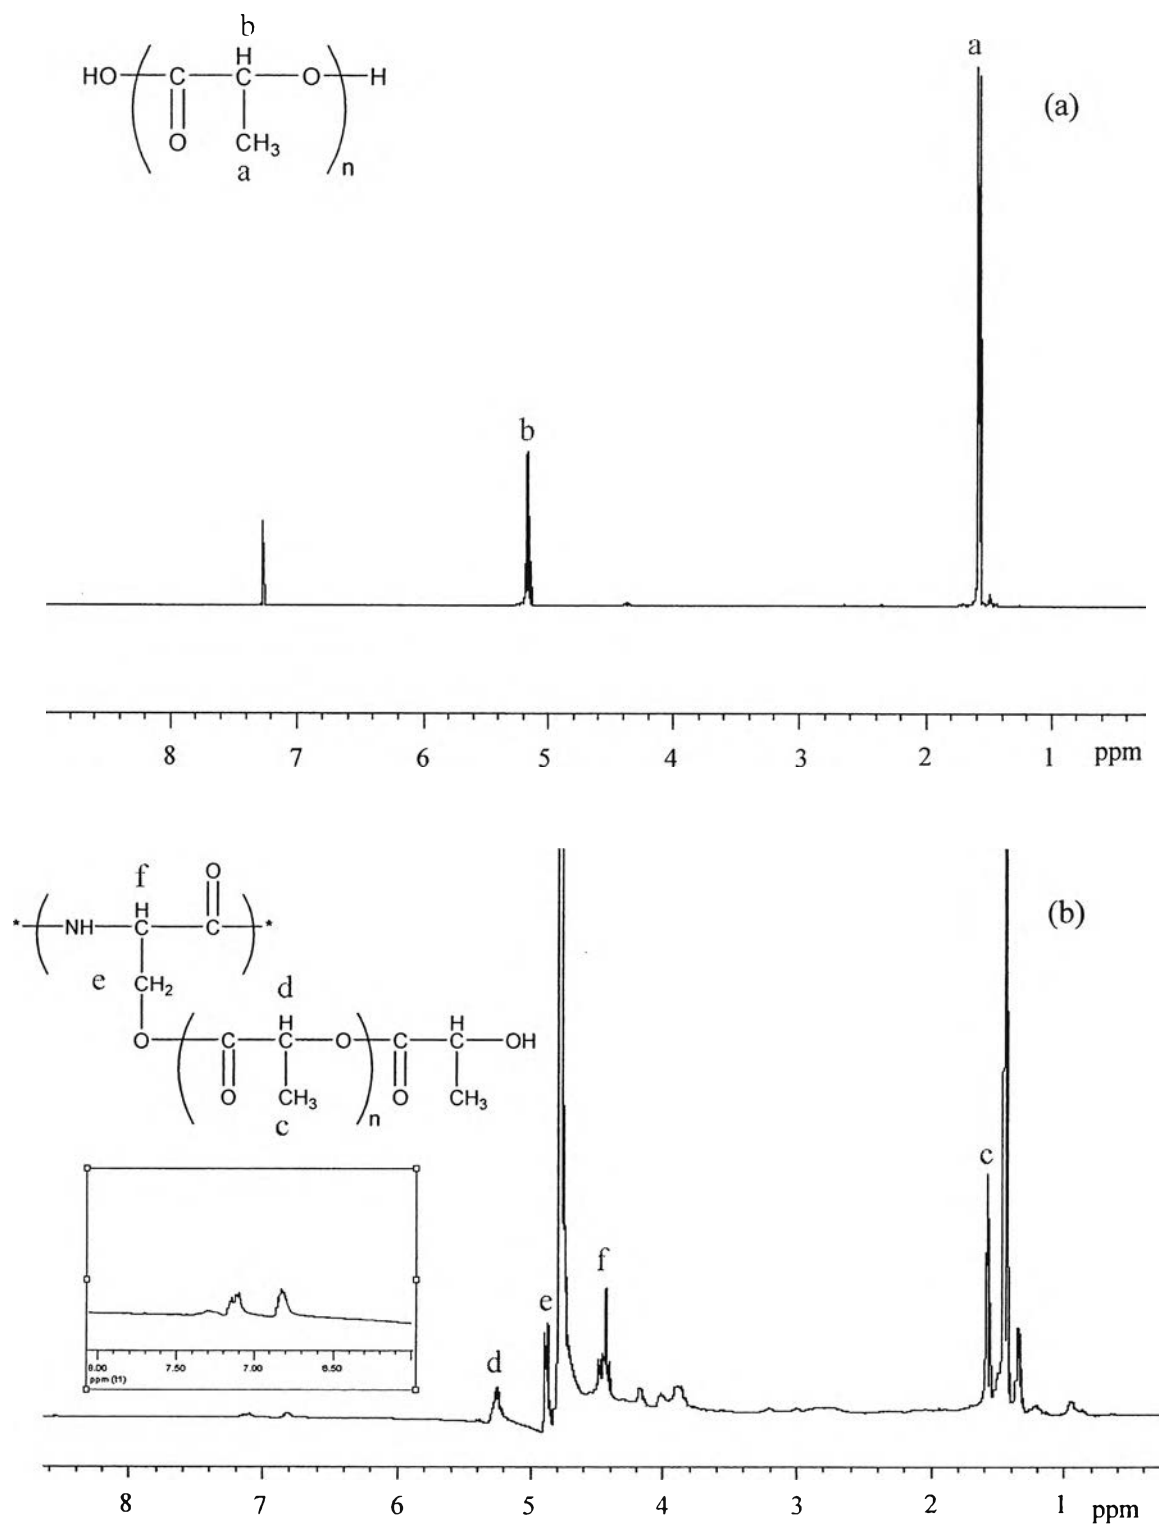 b
H
HO C C O H
O CH₃ n
a
a
(a)
b
8 7 6 5 4 3 2 1 ppm
f
O
H
* NH C C *
e CH₂
d
H H
O C C O C C OH
O CH₃ n O CH₃
c
(b)
8.00 7.50 7.00 6.50
ppm (t1)
d
e
f
c
8 7 6 5 4 3 2 1 ppm